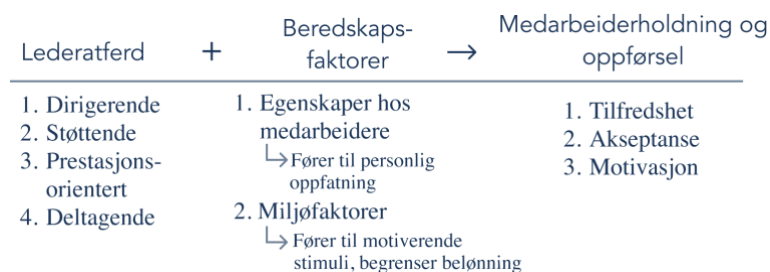 Lederatferd + Beredskaps-
faktorer → Medarbeiderholdning og
oppførsel
1. Dirigerende
2. Støttende
3. Prestasjons-
orientert
4. Deltagende
1. Egenskaper hos
medarbeidere
Fører til personlig
oppfatning
2. Miljøfaktorer
Fører til motiverende
stimuli, begrenser belønning
1. Tilfredshet
2. Akseptanse
3. Motivasjon